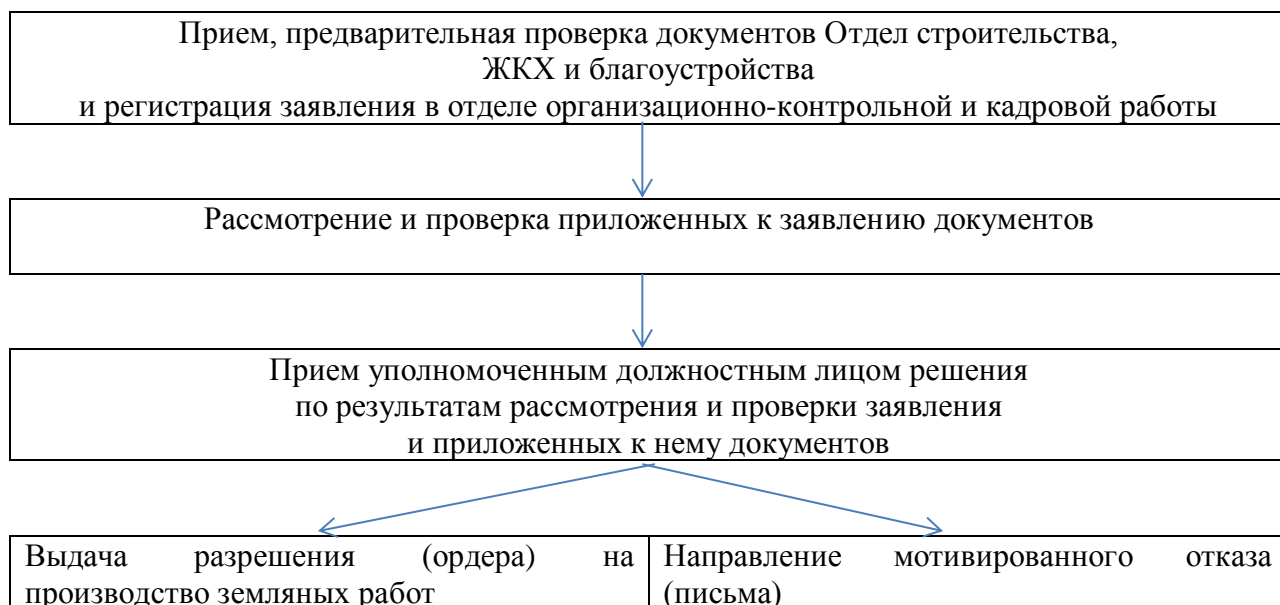 Прием, предварительная проверка документов Отдел строительства,
ЖКХ и благоустройства
и регистрация заявления в отделе организационно-контрольной и кадровой работы
Рассмотрение и проверка приложенных к заявлению документов
Прием уполномоченным должностным лицом решения
по результатам рассмотрения и проверки заявления
и приложенных к нему документов
Выдача разрешения (ордера) на
производство земляных работ
Направление мотивированного отказа
(письма)